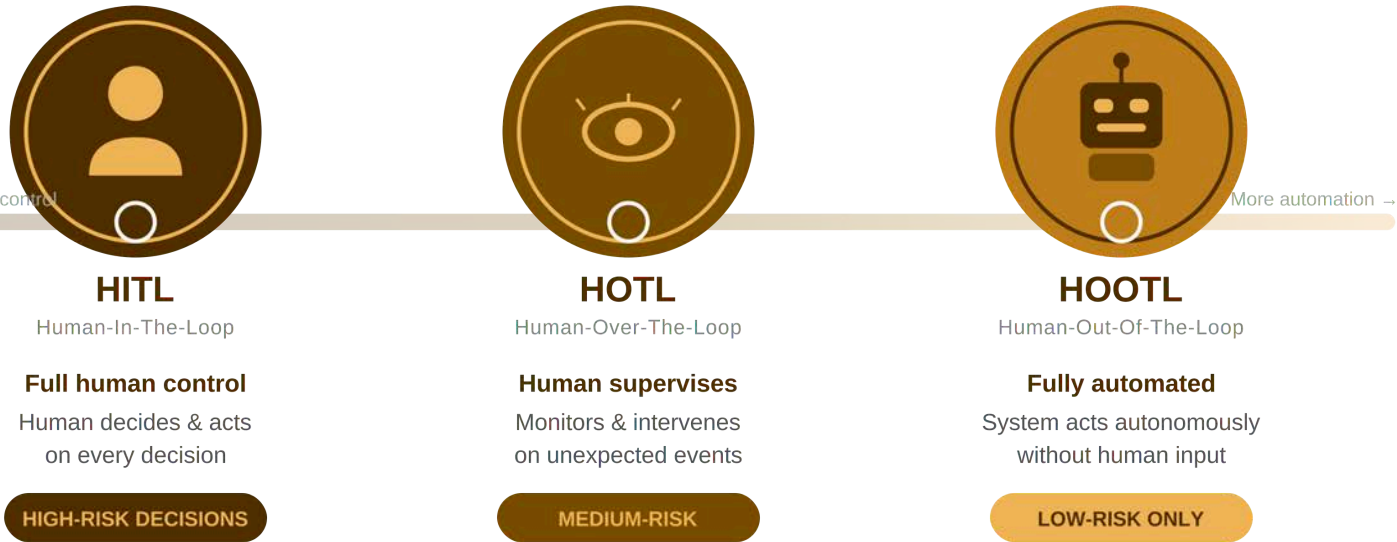 control
More automation →
HITL
Human-In-The-Loop
Full human control
Human decides & acts
on every decision
HIGH-RISK DECISIONS
HOTL
Human-Over-The-Loop
Human supervises
Monitors & intervenes
on unexpected events
MEDIUM-RISK
HOOTL
Human-Out-Of-The-Loop
Fully automated
System acts autonomously
without human input
LOW-RISK ONLY